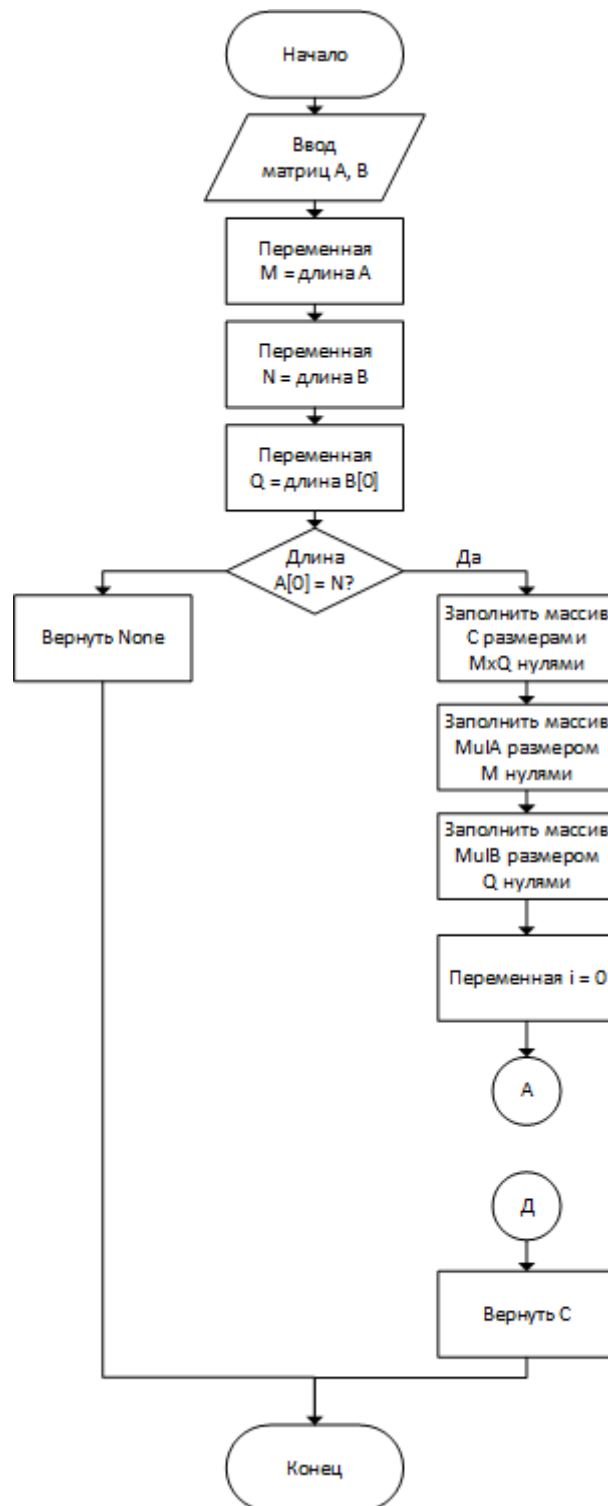 Начало
Ввод
матриц A, B
Переменная
M = длина A
Переменная
N = длина B
Переменная
Q = длина B[0]
Длина
A[0] = N?
Да
Вернуть None
Заполнить массив
C размерами
MxQ нулями
Заполнить массив
MulA размером
M нулями
Заполнить массив
MulB размером
Q нулями
Переменная i = 0
А
Д
Вернуть C
Конец